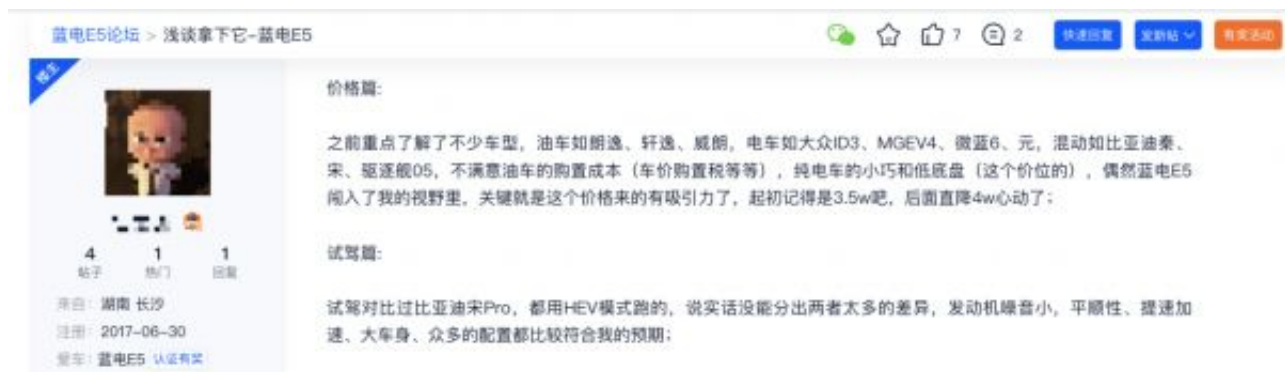 蓝电E5论坛 > 浅谈拿下它-蓝电E5
7
2
快速回复
发新帖
有奖活动
楼主
价格篇:
之前重点了解了不少车型，油车如朗逸、轩逸、威朗，电车如大众ID3、MGEV4、微蓝6、元，混动如比亚迪秦、
宋、驱逐舰05，不满意油车的购置成本（车价购置税等等），纯电车的小巧和低底盘（这个价位的），偶然蓝电E5
闯入了我的视野里，关键就是这个价格来的有吸引力了，起初记得是3.5w吧，后面直降4w心动了；
4
1
1
帖子
热门
回复
试驾篇:
来自：湖南 长沙
注册：2017-06-30
爱车：蓝电E5 认证有奖
试驾对比过比亚迪宋Pro，都用HEV模式跑的，说实话没能分出两者太多的差异，发动机噪音小，平顺性、提速加
速、大车身、众多的配置都比较符合我的预期；